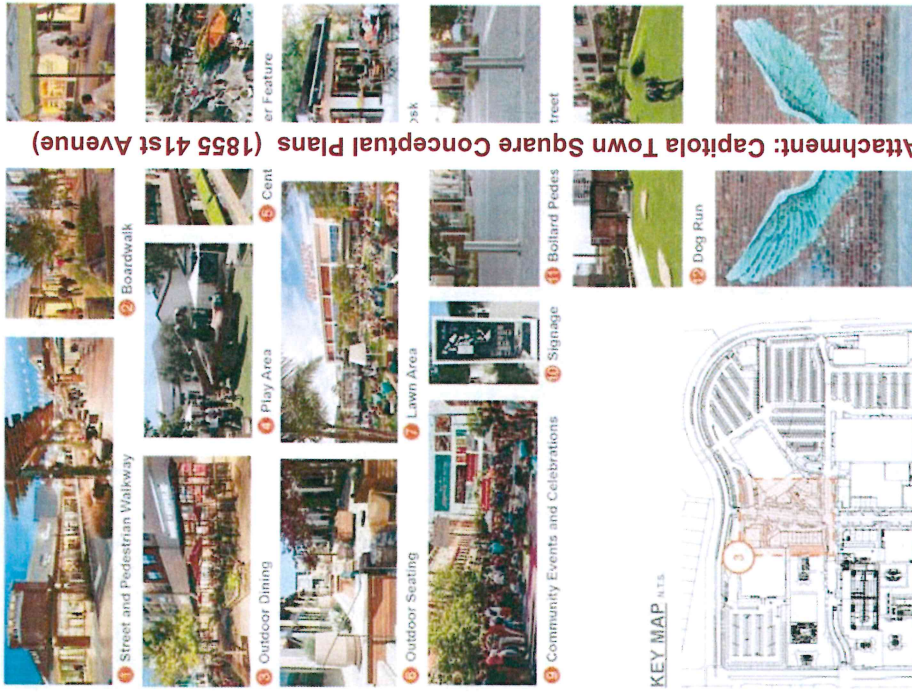 Attachment: Capitola Town Square Conceptual Plans (1855 41st Avenue)
1 Street and Pedestrian Walkway
2 Boardwalk
3 Outdoor Dining
4 Play Area
5 Cent
er Feature
6 Outdoor Seating
7 Lawn Area
osk
9 Community Events and Celebrations
10 Signage
11 Bollard Pedes
treet
12 Dog Run
KEY MAP N.T.S.
3